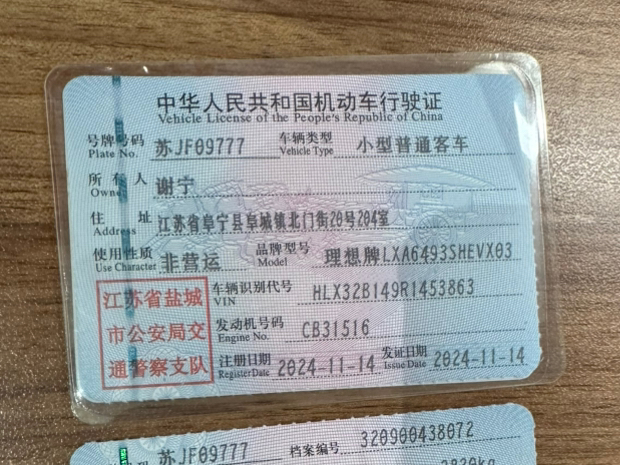 中华人民共和国机动车行驶证
Vehicle License of the People's Republic of China
号牌号码 Plate No. 苏JF09777 车辆类型 Vehicle Type 小型普通客车
所有人 Owner 谢宁
住址 Address 江苏省阜宁县阜城镇北门街20号204室
使用性质 Use Character 非营运 品牌型号 Model 理想牌LXA6493SHEVX03
江苏省盐城
市公安局交
通警察支队
车辆识别代号 VIN HLX32B149R1453863
发动机号码 Engine No. CB31516
注册日期 Register Date 2024-11-14 发证日期 Issue Date 2024-11-14
苏JF09777 档案编号 320900438072